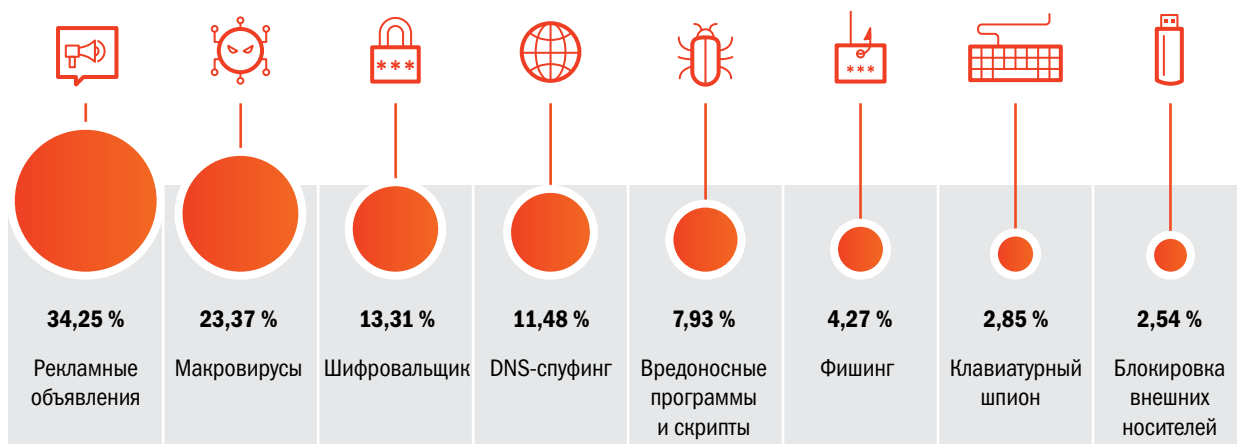 ***
***
34,25 %
23,37 %
13,31 %
11,48 %
7,93 %
4,27 %
2,85 %
2,54 %
Рекламные
объявления
Макровирусы
Шифровальщик
DNS-спуфинг
Вредоносные
программы
и скрипты
Фишинг
Клавиатурный
шпион
Блокировка
внешних
носителей